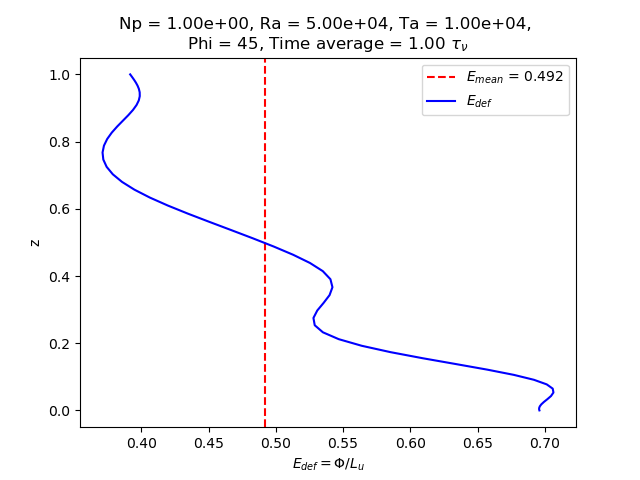 Np = 1.00e+00, Ra = 5.00e+04, Ta = 1.00e+04,
Phi = 45, Time average = 1.00 τ_ν
E_mean = 0.492
E_def
1.0
0.8
0.6
0.4
0.2
0.0
z
0.40 0.45 0.50 0.55 0.60 0.65 0.70
E_def = Φ/L_u